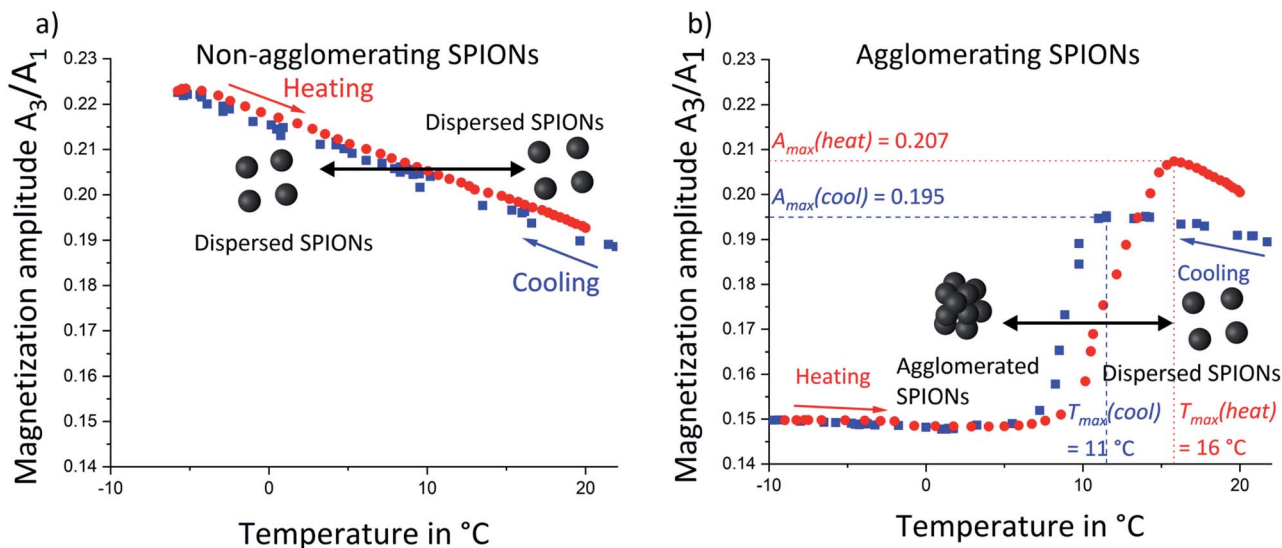 a)
Non-agglomerating SPIONs
Magnetization amplitude A3/A1
0.23
0.22
0.21
0.20
0.19
0.18
0.17
0.16
0.15
0.14
Heating
Dispersed SPIONs
Dispersed SPIONs
Cooling
-10
0
10
20
Temperature in °C
b)
Agglomerating SPIONs
Magnetization amplitude A3/A1
0.23
0.22
0.21
0.20
0.19
0.18
0.17
0.16
0.15
0.14
Amax(heat) = 0.207
Amax(cool) = 0.195
Cooling
Heating
Agglomerated
SPIONs
Dispersed SPIONs
Tmax(cool)
= 11 °C
Tmax(heat)
= 16 °C
-10
0
10
20
Temperature in °C